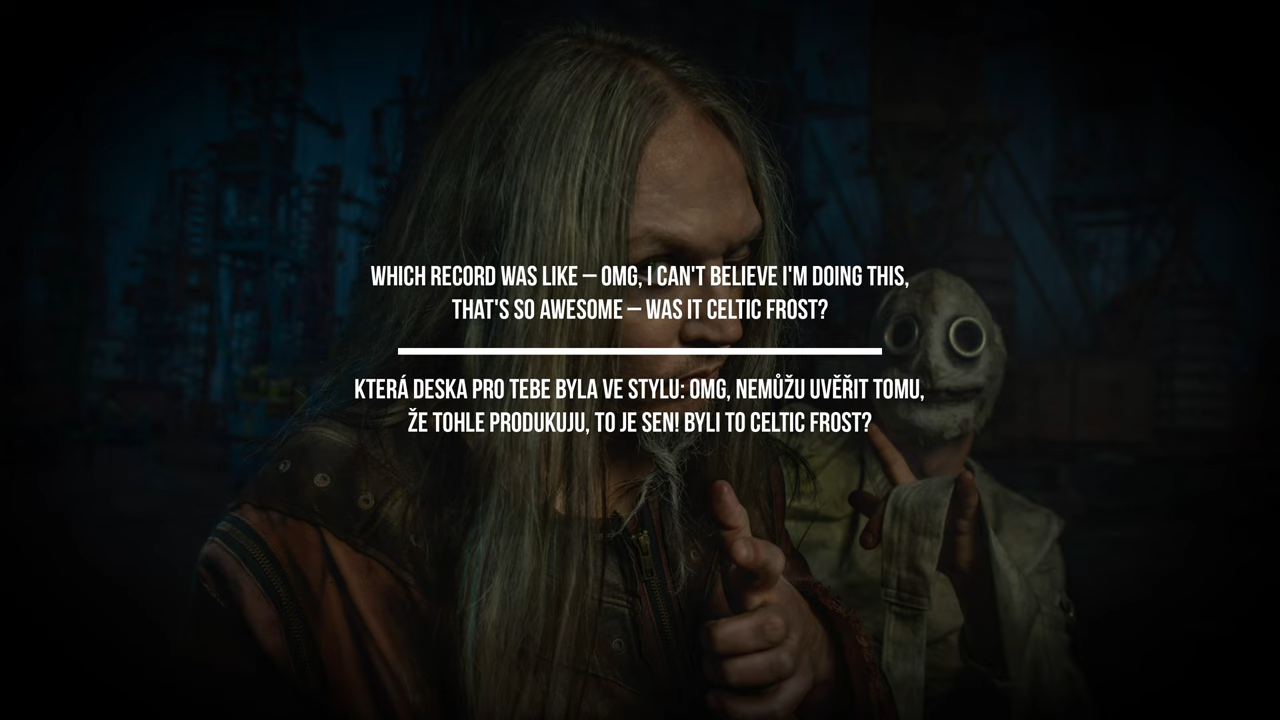 WHICH RECORD WAS LIKE – OMG, I CAN'T BELIEVE I'M DOING THIS,
THAT'S SO AWESOME – WAS IT CELTIC FROST?
KTERÁ DESKA PRO TEBE BYLA VE STYLU: OMG, NEMŮŽU UVĚŘIT TOMU,
ŽE TOHLE PRODUKUJU, TO JE SEN! BYLI TO CELTIC FROST?